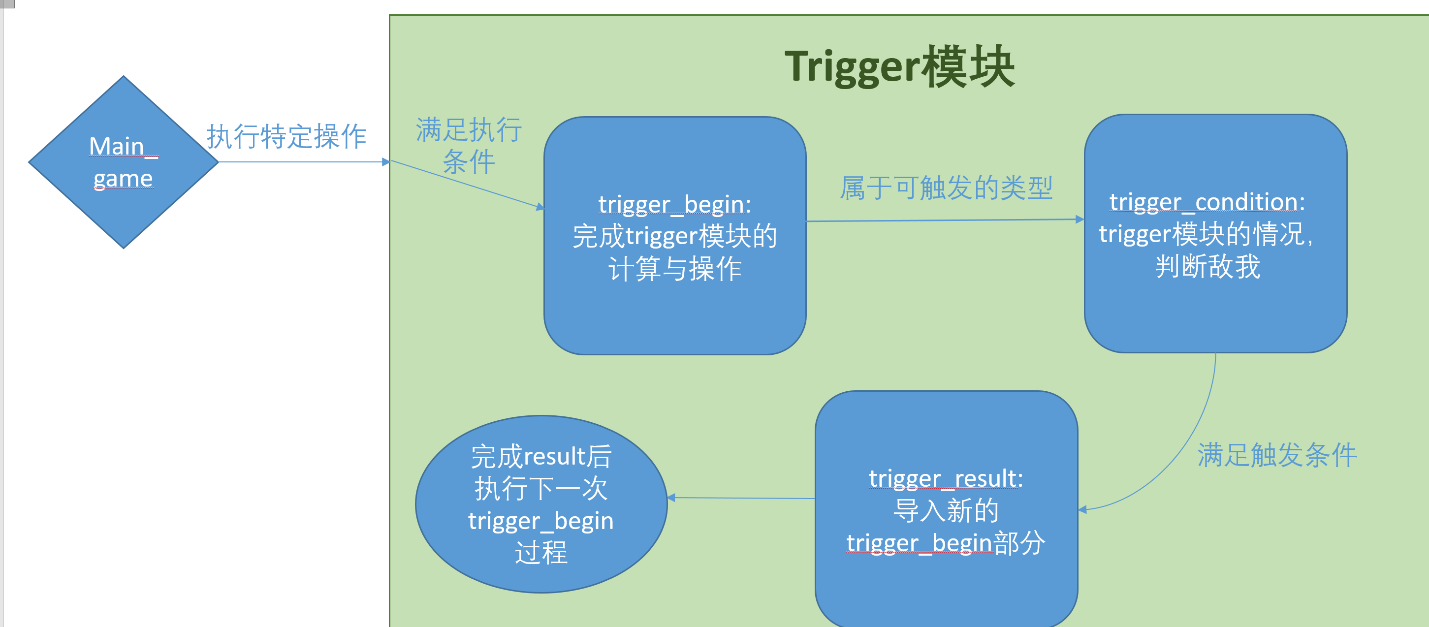 Trigger模块
Main_
game
执行特定操作
满足执行
条件
trigger_begin:
完成trigger模块的
计算与操作
属于可触发的类型
trigger_condition:
trigger模块的情况，
判断敌我
满足触发条件
trigger_result:
导入新的
trigger_begin部分
完成result后
执行下一次
trigger_begin
过程